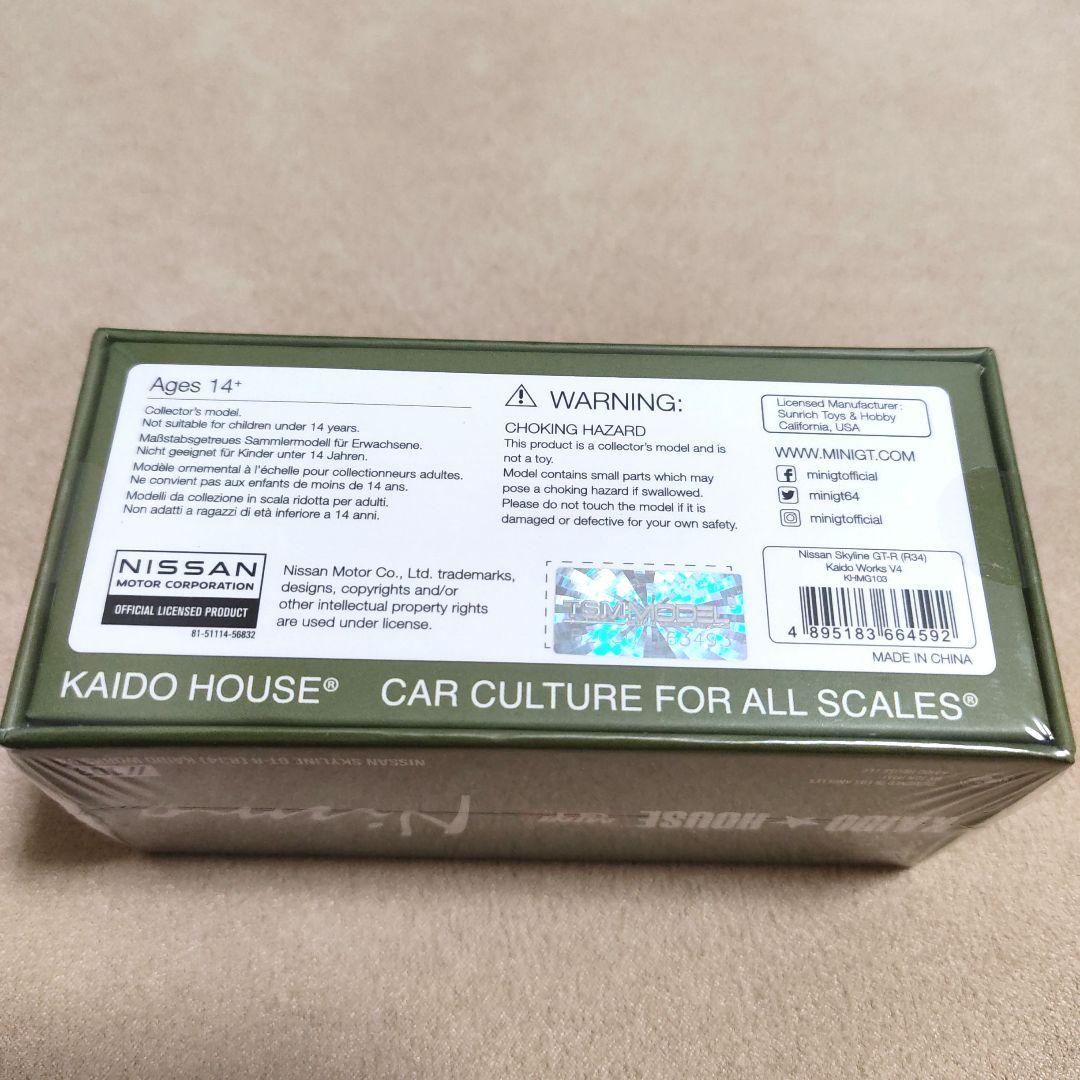 Ages 14+
Collector's model.
Not suitable for children under 14 years.
Maßstabsgetreues Sammlermodell für Erwachsene.
Nicht geeignet für Kinder unter 14 Jahren.
Modèle ornemental à l'échelle pour collectionneurs adultes.
Ne convient pas aux enfants de moins de 14 ans.
Modelli da collezione in scala ridotta per adulti.
Non adatti a ragazzi di età inferiore a 14 anni.
WARNING:
CHOKING HAZARD
This product is a collector's model and is
not a toy.
Model contains small parts which may
pose a choking hazard if swallowed.
Please do not touch the model if it is
damaged or defective for your own safety.
Licensed Manufacturer:
Sunrich Toys & Hobby
California, USA
WWW.MINIGT.COM
minigtofficial
minigt64
minigtofficial
NISSAN
MOTOR CORPORATION
OFFICIAL LICENSED PRODUCT
81-51114-56832
Nissan Motor Co., Ltd. trademarks,
designs, copyrights and/or
other intellectual property rights
are used under license.
TSM-MODEL
Nissan Skyline GT-R (R34)
Kaido Works V4
KHMG103
4 895183 664592
MADE IN CHINA
KAIDO HOUSE® CAR CULTURE FOR ALL SCALES®
NISSAN SKYLINE GT-R (R34) KAIDO WORKS
KAIDO ★ HOUSE